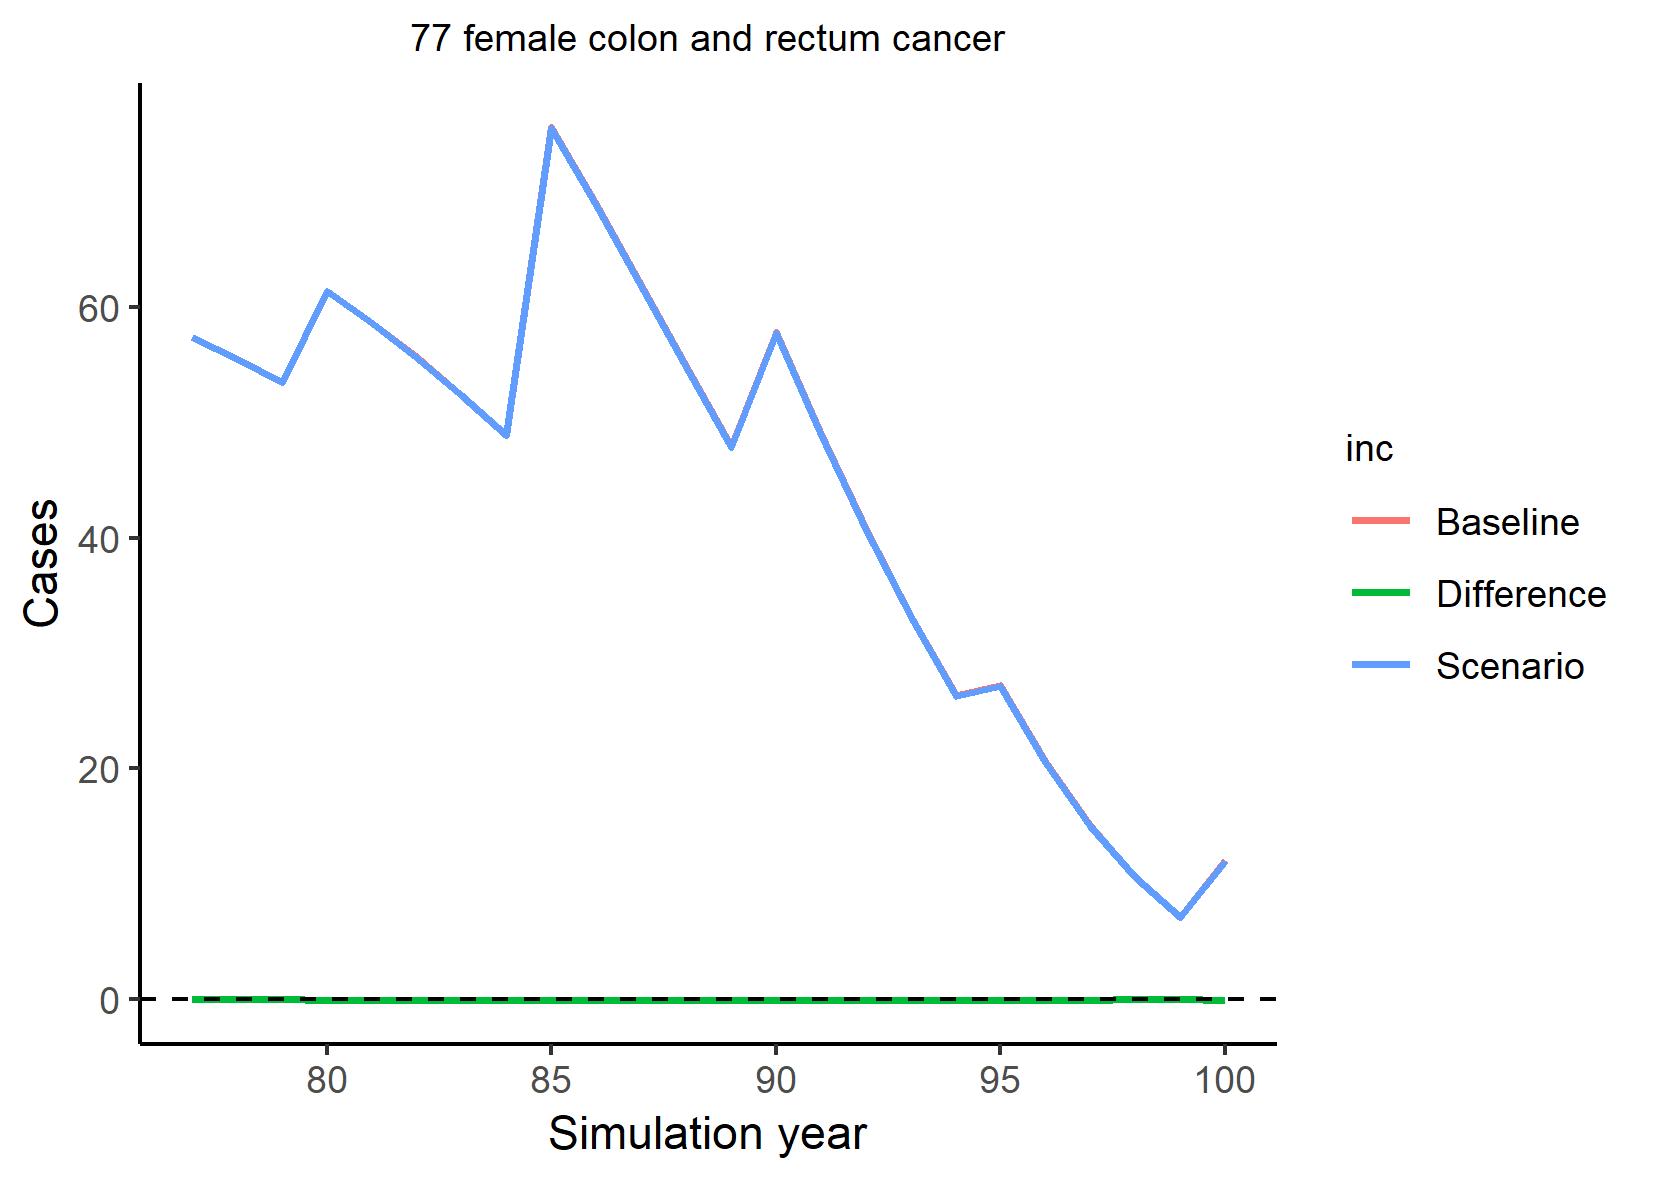 77 female colon and rectum cancer
Cases
60
40
20
0
80 85 90 95 100
Simulation year
inc
Baseline
Difference
Scenario